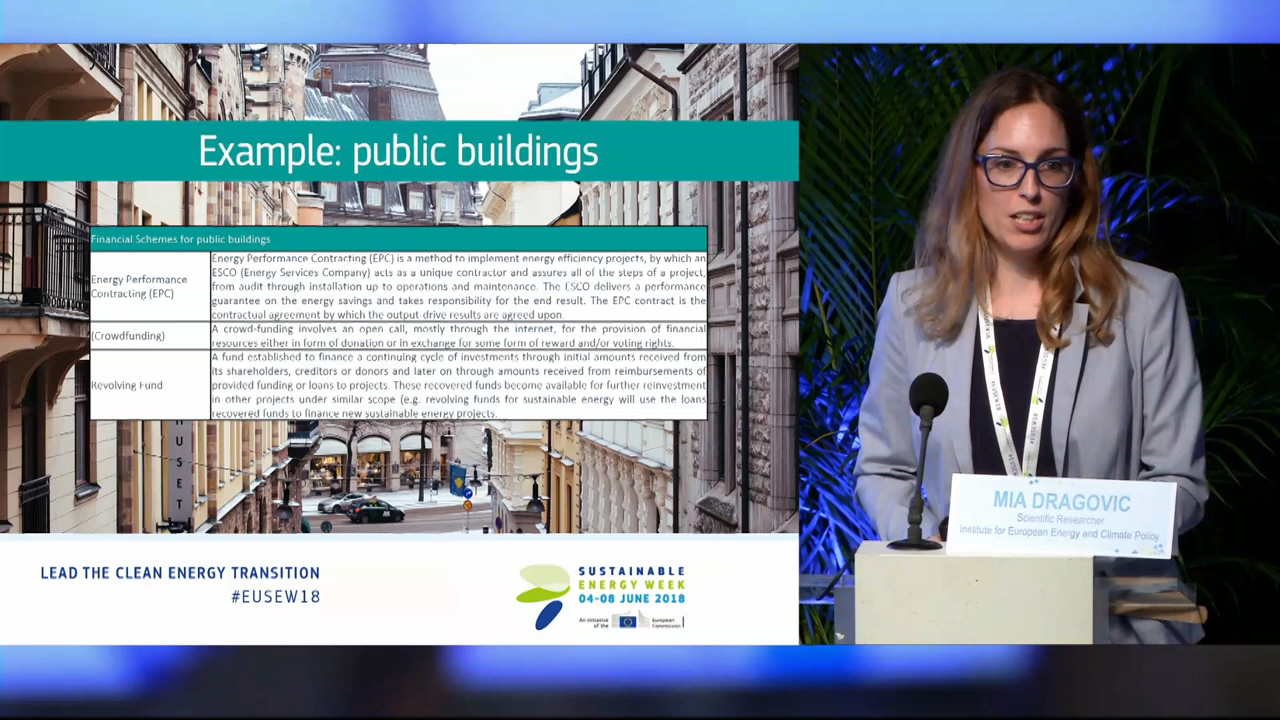 Example: public buildings
Financial Schemes for public buildings
Energy Performance
Contracting (EPC)
Energy Performance Contracting (EPC) is a method to implement energy efficiency projects, by which an
ESCO (Energy Services Company) acts as a unique contractor and assures all of the steps of a project,
from audit through installation up to operations and maintenance. The ESCO delivers a performance
guarantee on the energy savings and takes responsibility for the end result. The EPC contract is the
contractual agreement by which the output-drive results are agreed upon.
(Crowdfunding)
A crowd-funding involves an open call, mostly through the internet, for the provision of financial
resources either in form of donation or in exchange for some form of reward and/or voting rights.
Revolving Fund
A fund established to finance a continuing cycle of investments through initial amounts received from
its shareholders, creditors or donors and later on through amounts received from reimbursements of
provided funding or loans to projects. These recovered funds become available for further reinvestment
in other projects under similar scope (e.g. revolving funds for sustainable energy will use the loans
recovered funds to finance new sustainable energy projects.
HUSET
LEAD THE CLEAN ENERGY TRANSITION
#EUSEW18
SUSTAINABLE
ENERGY WEEK
04-08 JUNE 2018
An initiative
of the
European
Commission
#EUSEW18
#EUSEW18
MIA DRAGOVIC
Scientific Researcher
Institute for European Energy and Climate Policy